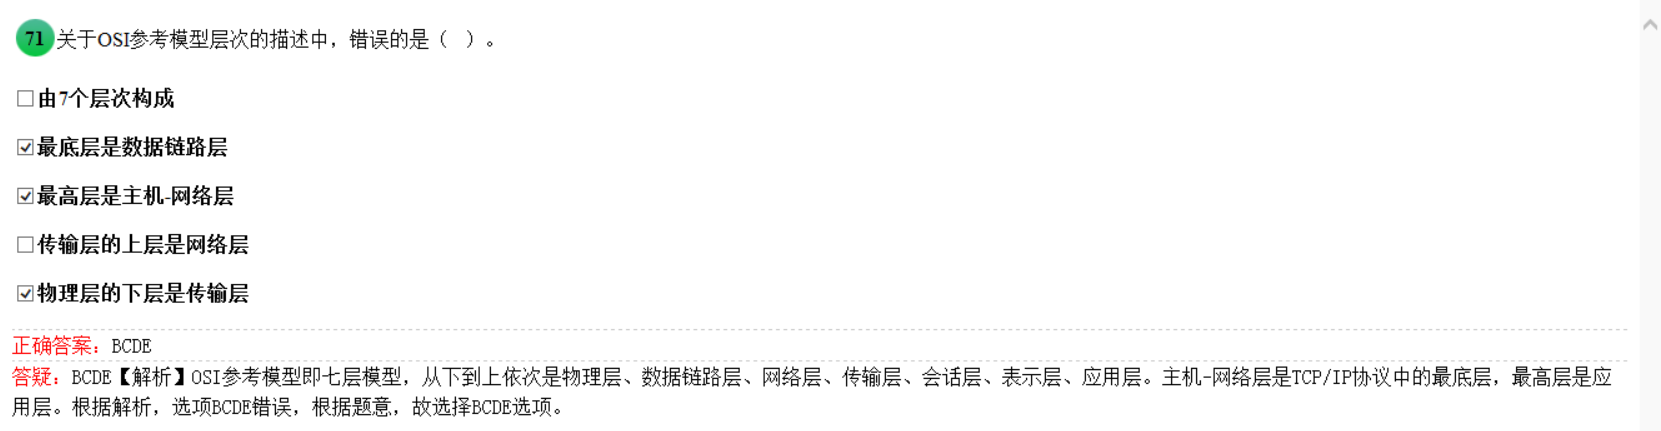 71 关于OSI参考模型层次的描述中，错误的是（  ）。
由7个层次构成
最底层是数据链路层
最高层是主机-网络层
传输层的上层是网络层
物理层的下层是传输层
正确答案：BCDE
答疑：BCDE【解析】OSI参考模型即七层模型，从下到上依次是物理层、数据链路层、网络层、传输层、会话层、表示层、应用层。主机-网络层是TCP/IP协议中的最底层，最高层是应
用层。根据解析，选项BCDE错误，根据题意，故选择BCDE选项。